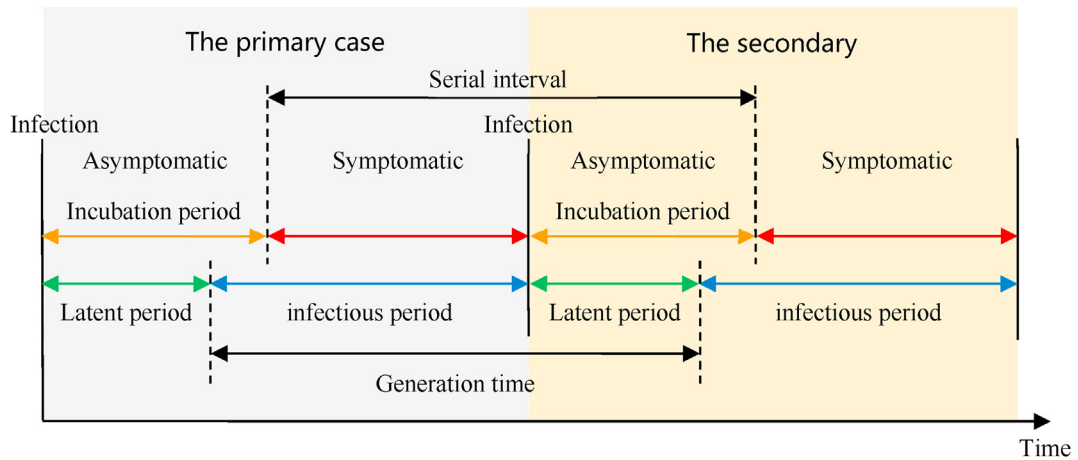 The primary case
The secondary
Serial interval
Infection
Infection
Asymptomatic
Symptomatic
Asymptomatic
Symptomatic
Incubation period
Incubation period
Latent period
infectious period
Latent period
infectious period
Generation time
Time